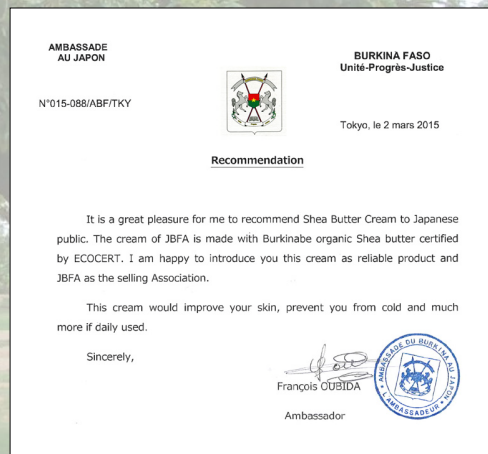 AMBASSADE
AU JAPON
BURKINA FASO
Unité-Progrès-Justice
N°015-088/ABF/TKY
Tokyo, le 2 mars 2015
Recommendation
It is a great pleasure for me to recommend Shea Butter Cream to Japanese
public. The cream of JBFA is made with Burkinabe organic Shea butter certified
by ECOCERT. I am happy to introduce you this cream as reliable product and
JBFA as the selling Association.
This cream would improve your skin, prevent you from cold and much
more if daily used.
Sincerely,
François OUBIDA
Ambassador
AMBASSADE DU BURKINA AU JAPON
L'AMBASSADEUR